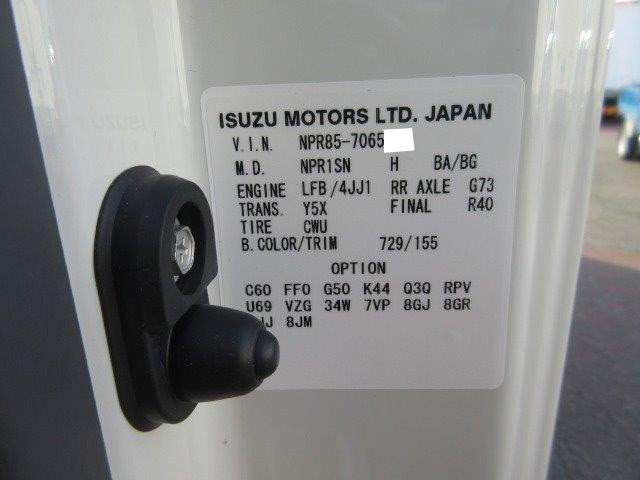 ISUZU MOTORS LTD. JAPAN
V.I.N. NPR85-7065
M.D. NPR1SN H BA/BG
ENGINE LFB/4JJ1 RR AXLE G73
TRANS. Y5X FINAL R40
TIRE CWU
B.COLOR/TRIM 729/155
OPTION
C60 FF0 G50 K44 Q3Q RPV
U69 VZG 34W 7VP 8GJ 8GR
8JM